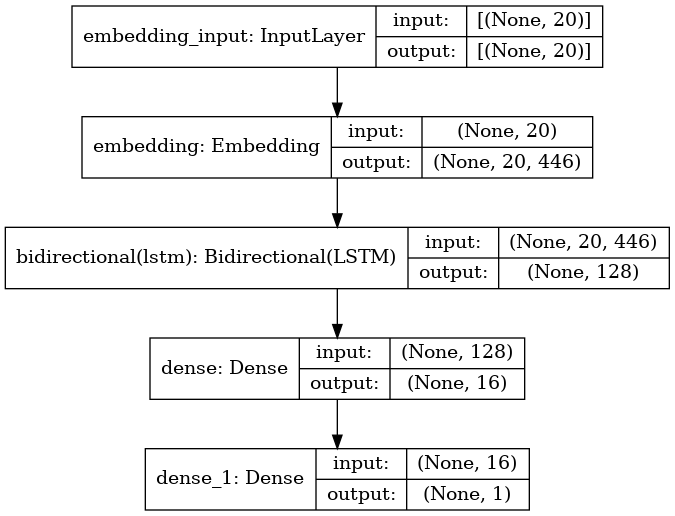 embedding_input: InputLayer
input:
[(None, 20)]
output:
[(None, 20)]
embedding: Embedding
input:
(None, 20)
output:
(None, 20, 446)
bidirectional(lstm): Bidirectional(LSTM)
input:
(None, 20, 446)
output:
(None, 128)
dense: Dense
input:
(None, 128)
output:
(None, 16)
dense_1: Dense
input:
(None, 16)
output:
(None, 1)